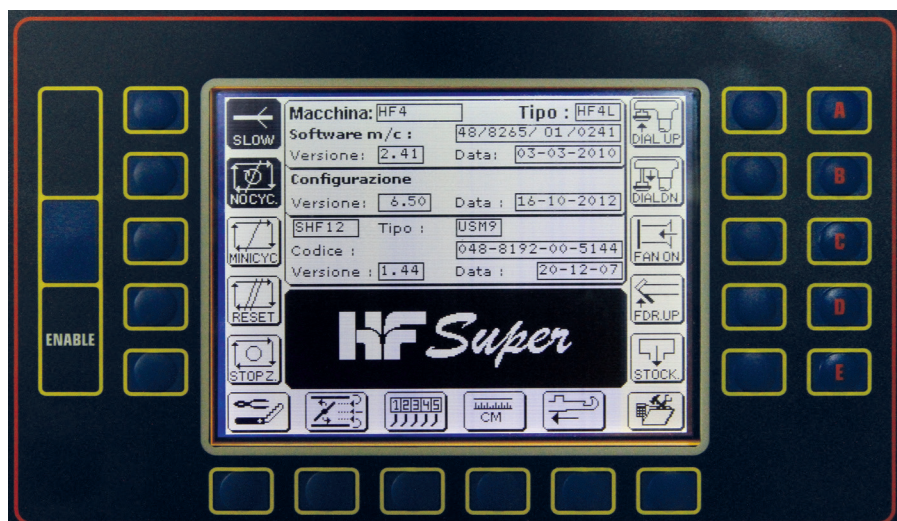 SLOW
Macchina: HF4 Tipo : HF4L
DIAL UP
Software m/c : 48/8265/ 01 /0241
Versione: 2.41 Data: 03-03-2010
NOCYC.
Configurazione
DIALDN
Versione: 6.50 Data : 16-10-2012
MINICYC
SHF12 Tipo : USM9
FAN ON
Codice : 048-8192-00-5144
Versione : 1.44 Data : 20-12-07
RESET
FDR.UP
HF Super
STOPZ.
STOCK.
12345
CM
ENABLE
A
B
C
D
E